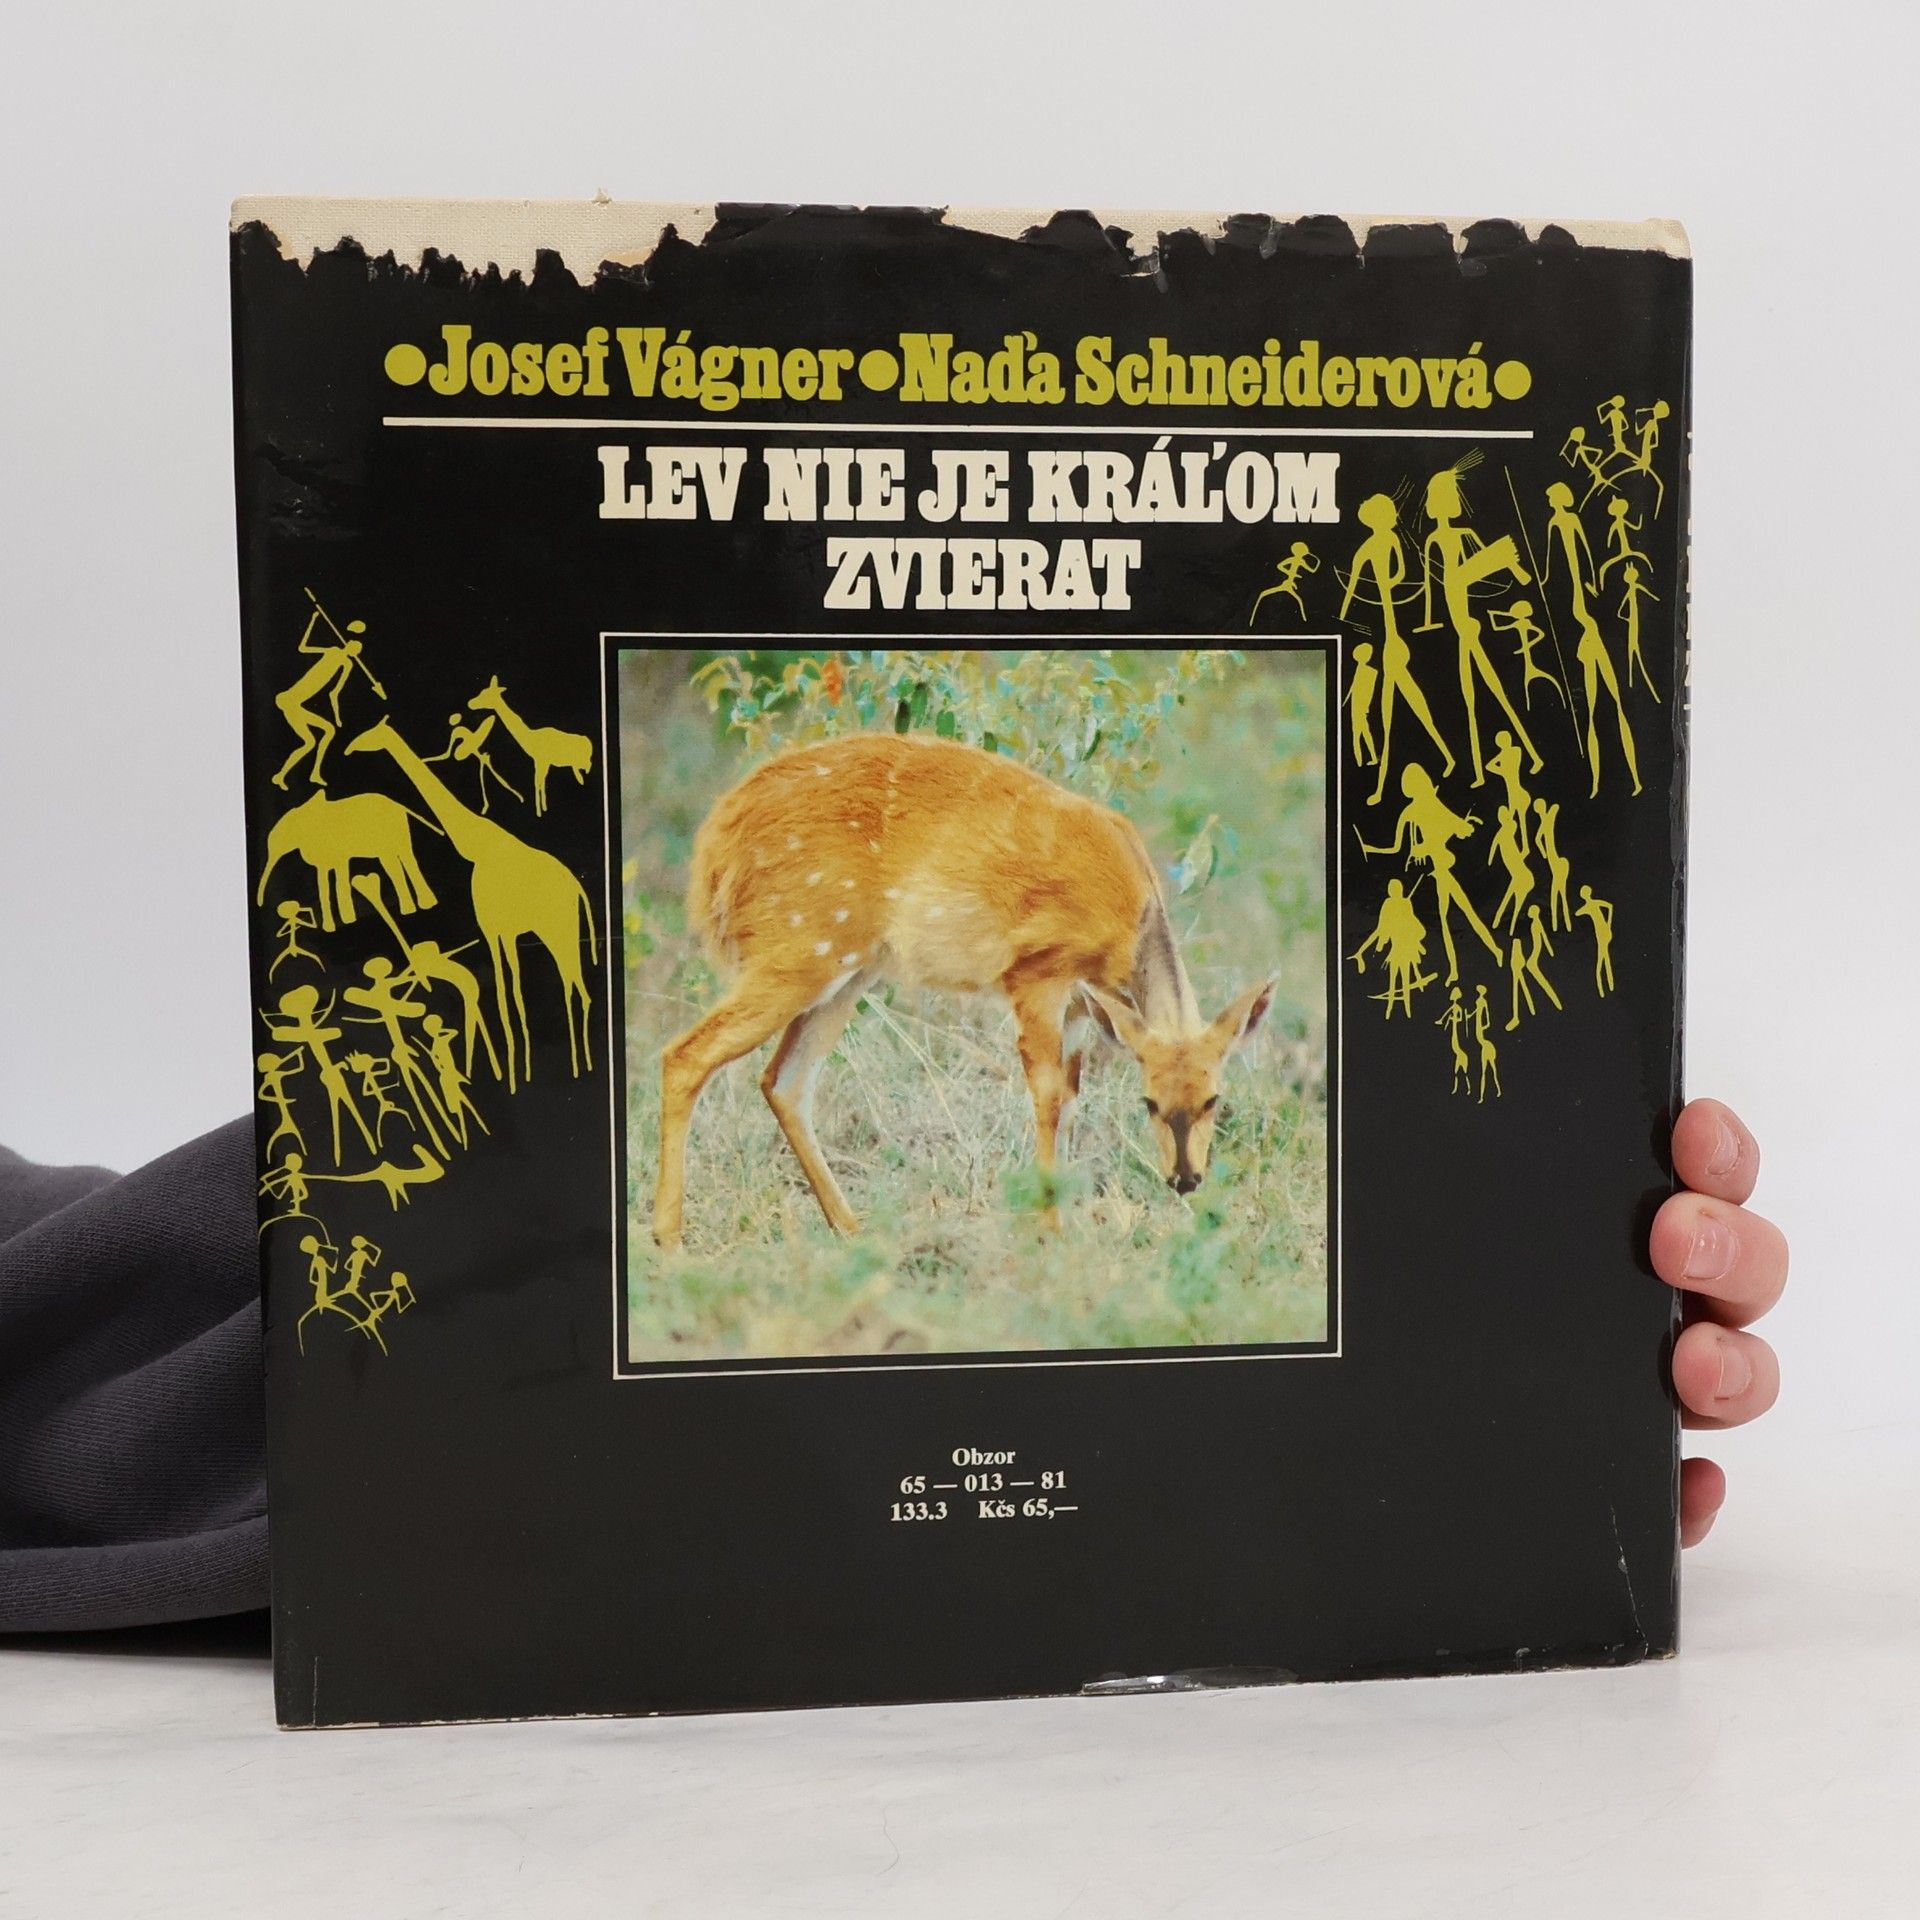 •Josef Vágner•Naďa Schneiderová•
LEV NIE JE KRÁĽOM
ZVIERAT
Obzor
65 — 013 — 81
133.3 Kčs 65,—